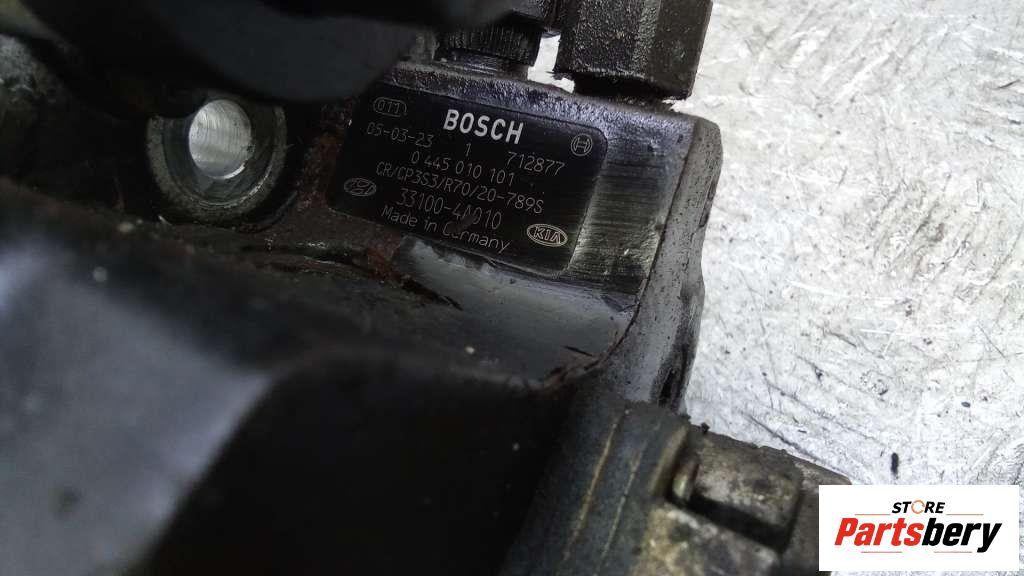 011 BOSCH
05-03-23 1 712877
0 445 010 101
CR/CP3S3/R70/20-789S
33100-4A010
Made in Germany KIA
STORE
Partsbery